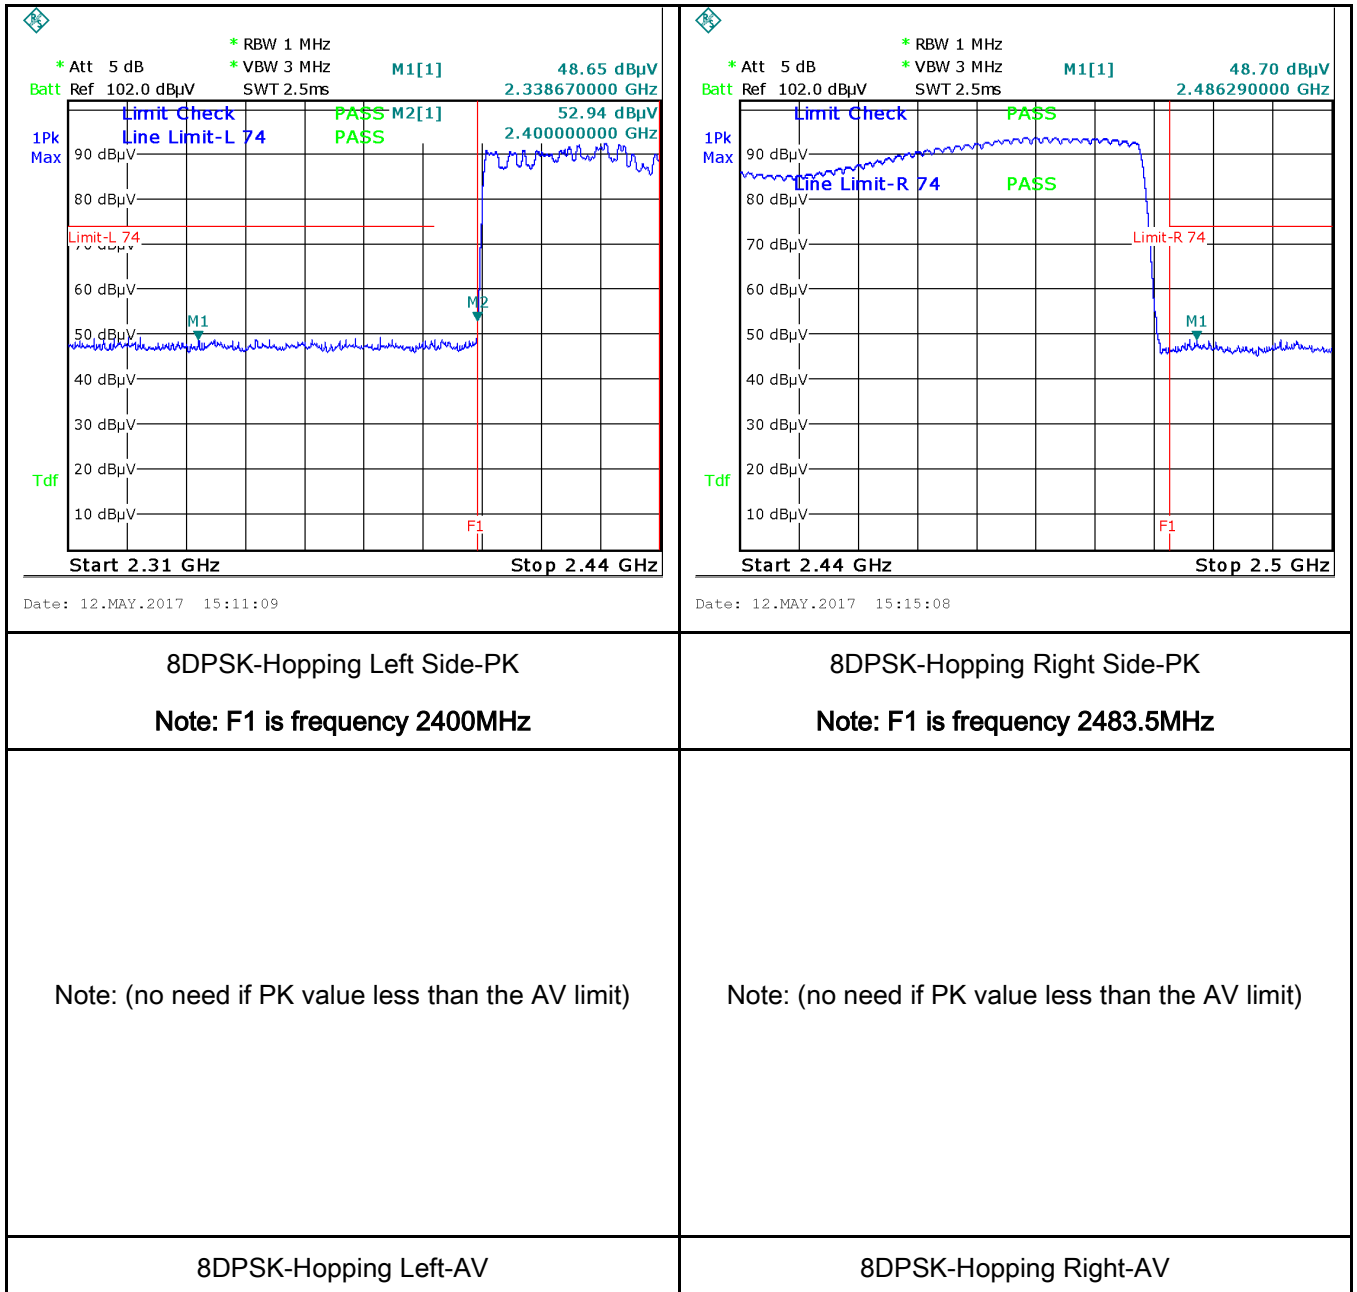 * RBW 1 MHz
* Att 5 dB * VBW 3 MHz M1[1] 48.65 dBµV
Batt Ref 102.0 dBµV SWT 2.5ms 2.338670000 GHz
Limit Check PASS M2[1] 52.94 dBµV
1Pk Line Limit-L 74 PASS 2.400000000 GHz
Max 90 dBµV
80 dBµV
Limit-L 74
70 dBµV
60 dBµV
M2
M1
50 dBµV
40 dBµV
30 dBµV
Tdf 20 dBµV
10 dBµV
F1
Start 2.31 GHz Stop 2.44 GHz
Date: 12.MAY.2017 15:11:09
* RBW 1 MHz
* Att 5 dB * VBW 3 MHz M1[1] 48.70 dBµV
Batt Ref 102.0 dBµV SWT 2.5ms 2.486290000 GHz
Limit Check PASS
1Pk
Max 90 dBµV
Line Limit-R 74 PASS
80 dBµV
Limit-R 74
70 dBµV
60 dBµV
M1
50 dBµV
40 dBµV
30 dBµV
Tdf 20 dBµV
10 dBµV
F1
Start 2.44 GHz Stop 2.5 GHz
Date: 12.MAY.2017 15:15:08
8DPSK-Hopping Left Side-PK
Note: F1 is frequency 2400MHz
8DPSK-Hopping Right Side-PK
Note: F1 is frequency 2483.5MHz
Note: (no need if PK value less than the AV limit)
Note: (no need if PK value less than the AV limit)
8DPSK-Hopping Left-AV
8DPSK-Hopping Right-AV